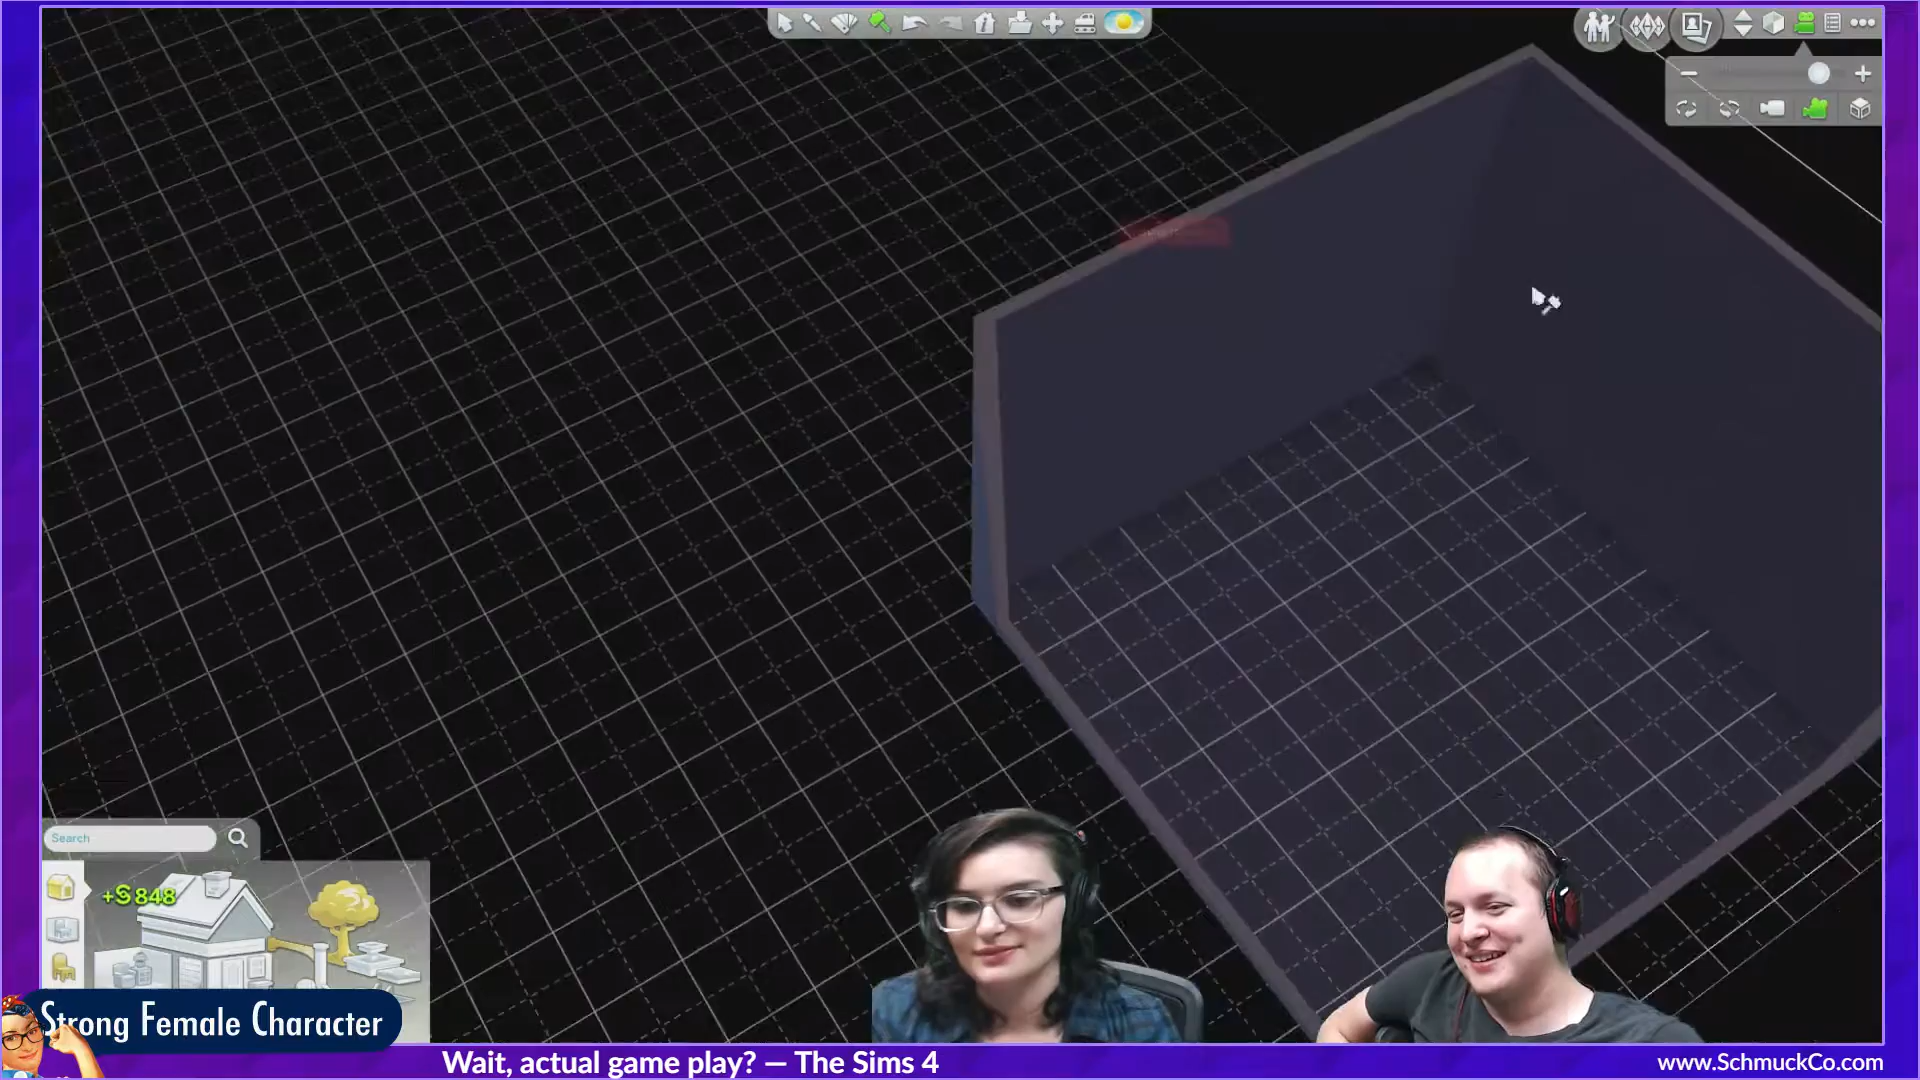 Search
+§848
Strong Female Character
Wait, actual game play? — The Sims 4
www.SchmuckCo.com